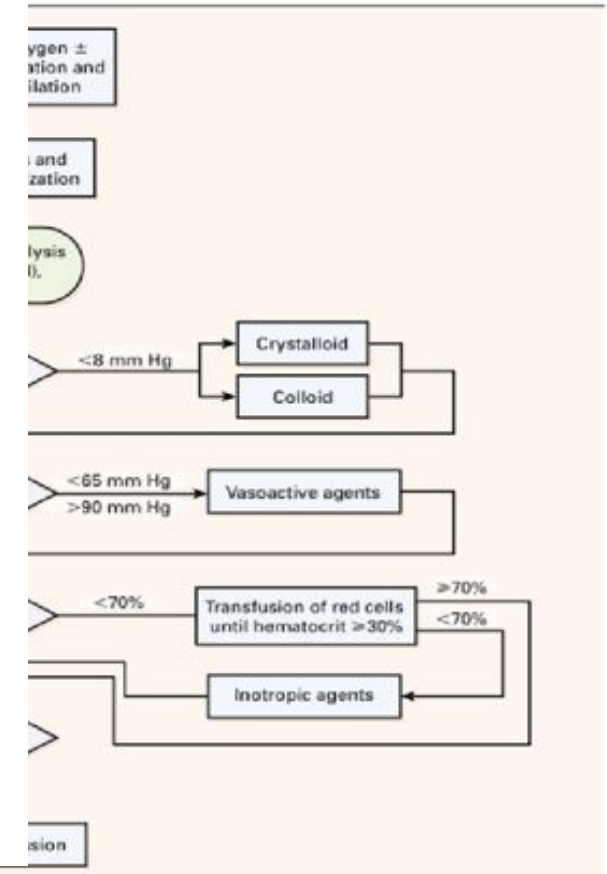 ygen ±
ation and
ilation
s and
zation
lysis
l),
<8 mm Hg
Crystalloid
Colloid
<65 mm Hg
>90 mm Hg
Vasoactive agents
<70%
Transfusion of red cells
until hematocrit ≥30%
≥70%
<70%
Inotropic agents
sion